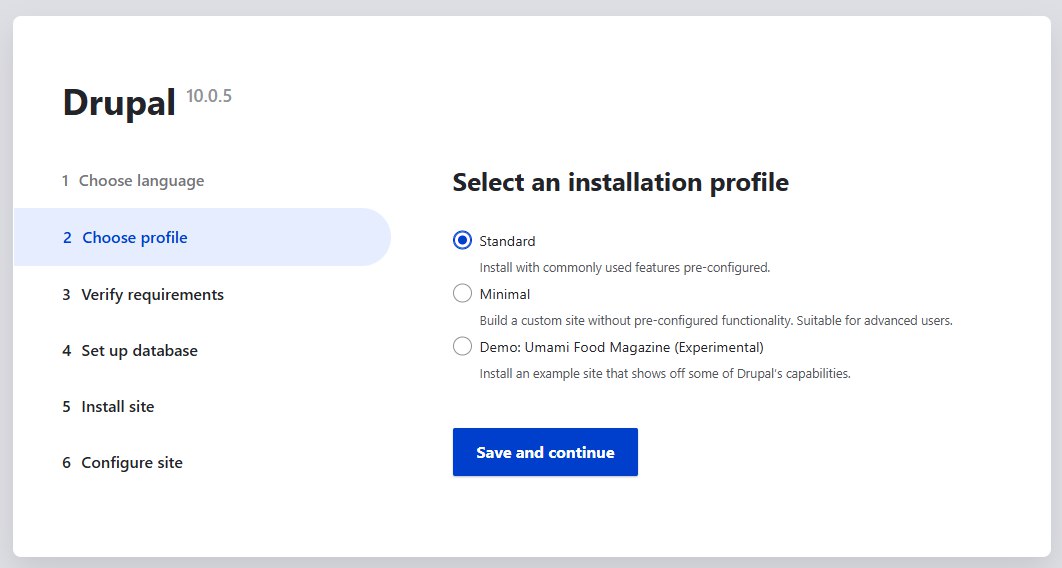 Drupal 10.0.5
1 Choose language
2 Choose profile
3 Verify requirements
4 Set up database
5 Install site
6 Configure site
Select an installation profile
Standard
Install with commonly used features pre-configured.
Minimal
Build a custom site without pre-configured functionality. Suitable for advanced users.
Demo: Umami Food Magazine (Experimental)
Install an example site that shows off some of Drupal's capabilities.
Save and continue